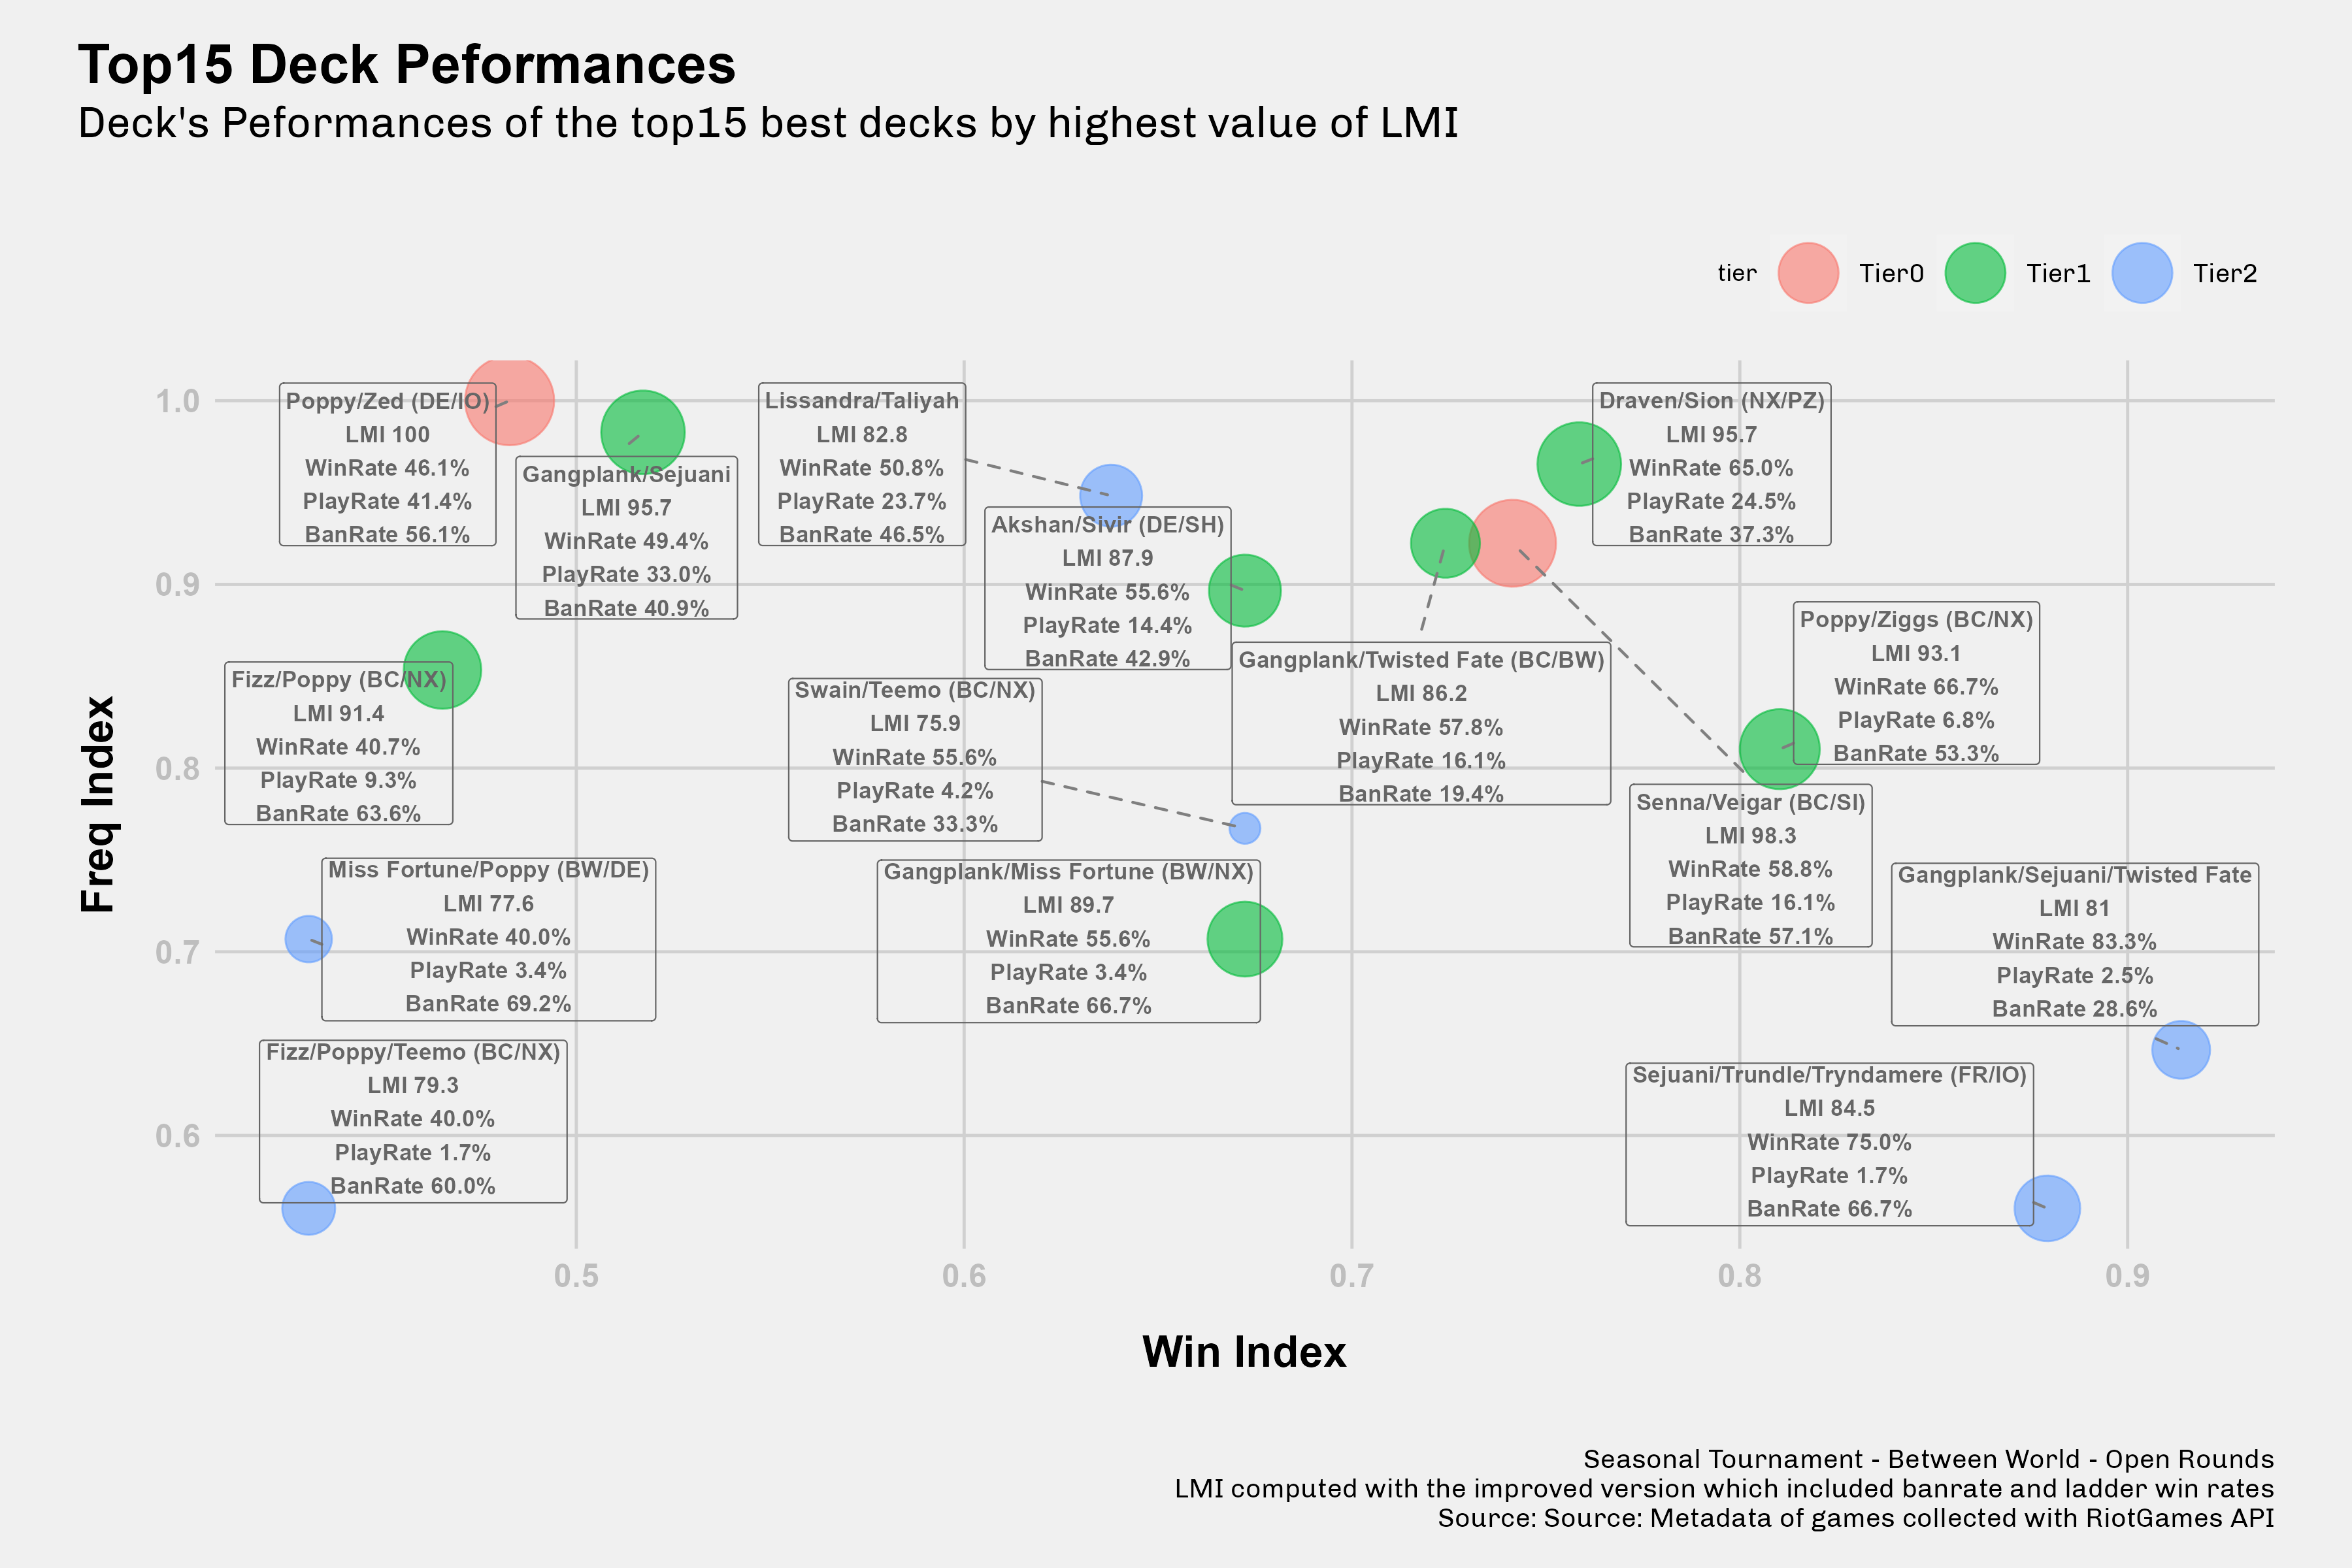 Top15 Deck Peformances
Deck's Peformances of the top15 best decks by highest value of LMI
tier
Tier0
Tier1
Tier2
Freq Index
1.0
0.9
0.8
0.7
0.6
Poppy/Zed (DE/IO)
LMI 100
WinRate 46.1%
PlayRate 41.4%
BanRate 56.1%
Gangplank/Sejuani
LMI 95.7
WinRate 49.4%
PlayRate 33.0%
BanRate 40.9%
Lissandra/Taliyah
LMI 82.8
WinRate 50.8%
PlayRate 23.7%
BanRate 46.5%
Akshan/Sivir (DE/SH)
LMI 87.9
WinRate 55.6%
PlayRate 14.4%
BanRate 42.9%
Draven/Sion (NX/PZ)
LMI 95.7
WinRate 65.0%
PlayRate 24.5%
BanRate 37.3%
Poppy/Ziggs (BC/NX)
LMI 93.1
WinRate 66.7%
PlayRate 6.8%
BanRate 53.3%
Gangplank/Twisted Fate (BC/BW)
LMI 86.2
WinRate 57.8%
PlayRate 16.1%
BanRate 19.4%
Fizz/Poppy (BC/NX)
LMI 91.4
WinRate 40.7%
PlayRate 9.3%
BanRate 63.6%
Swain/Teemo (BC/NX)
LMI 75.9
WinRate 55.6%
PlayRate 4.2%
BanRate 33.3%
Senna/Veigar (BC/SI)
LMI 98.3
WinRate 58.8%
PlayRate 16.1%
BanRate 57.1%
Miss Fortune/Poppy (BW/DE)
LMI 77.6
WinRate 40.0%
PlayRate 3.4%
BanRate 69.2%
Gangplank/Miss Fortune (BW/NX)
LMI 89.7
WinRate 55.6%
PlayRate 3.4%
BanRate 66.7%
Gangplank/Sejuani/Twisted Fate
LMI 81
WinRate 83.3%
PlayRate 2.5%
BanRate 28.6%
Fizz/Poppy/Teemo (BC/NX)
LMI 79.3
WinRate 40.0%
PlayRate 1.7%
BanRate 60.0%
Sejuani/Trundle/Tryndamere (FR/IO)
LMI 84.5
WinRate 75.0%
PlayRate 1.7%
BanRate 66.7%
0.5
0.6
0.7
0.8
0.9
Win Index
Seasonal Tournament - Between World - Open Rounds
LMI computed with the improved version which included banrate and ladder win rates
Source: Source: Metadata of games collected with RiotGames API